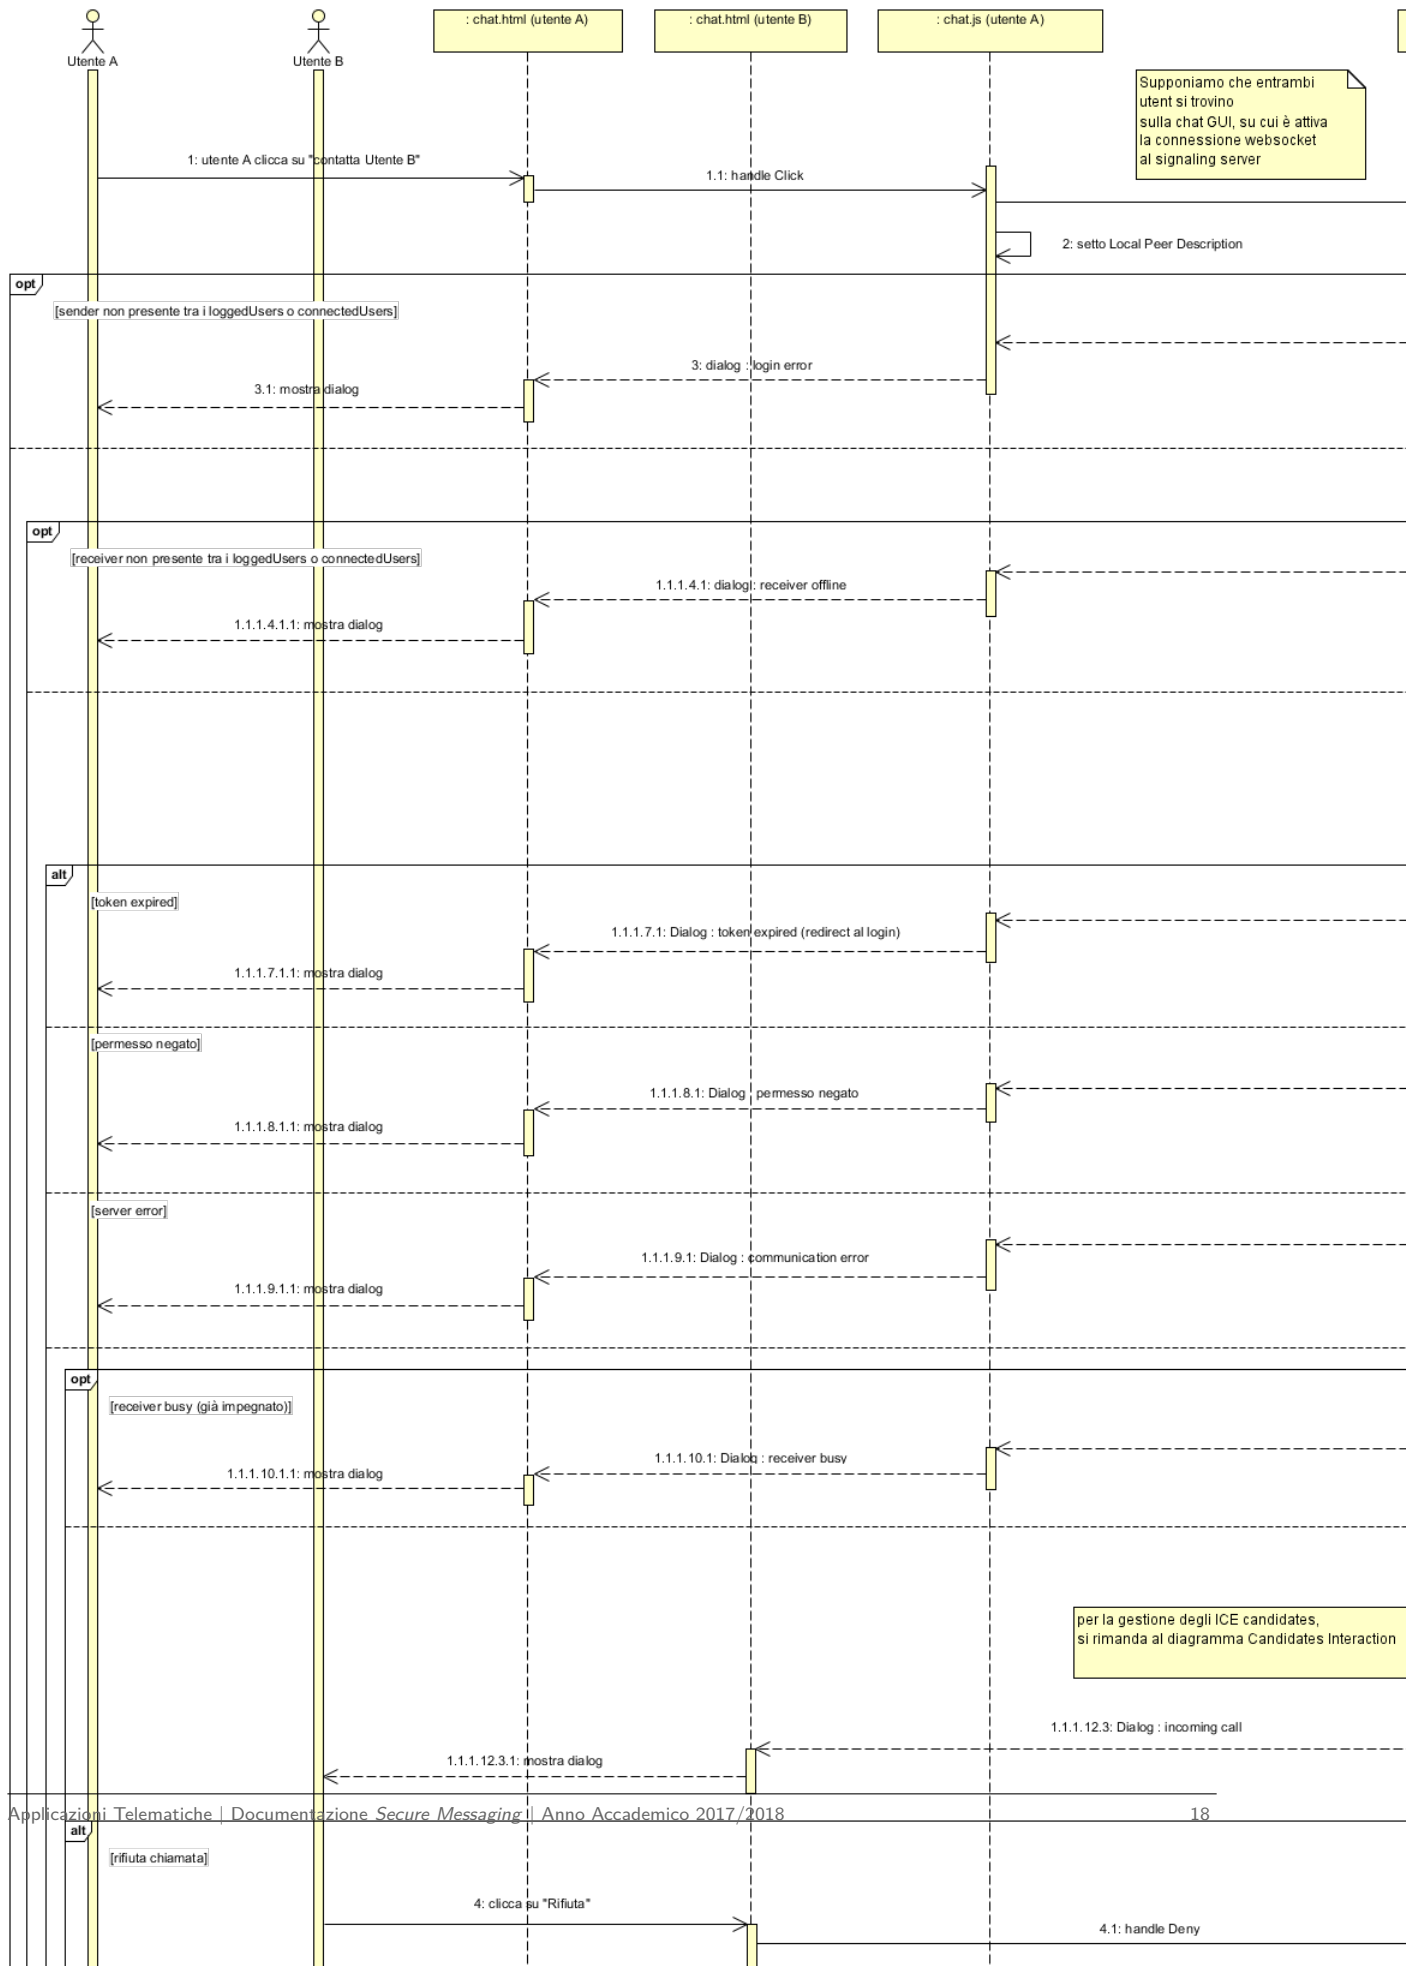 : chat.html (utente A)
: chat.html (utente B)
: chat.js (utente A)
Utente A
Utente B
Supponiamo che entrambi
utent si trovino
sulla chat GUI, su cui è attiva
la connessione websocket
al signaling server
1: utente A clicca su "contatta Utente B"
1.1: handle Click
2: setto Local Peer Description
opt
[sender non presente tra i loggedUsers o connectedUsers]
3: dialog : login error
3.1: mostra dialog
opt
[receiver non presente tra i loggedUsers o connectedUsers]
1.1.1.4.1: dialog : receiver offline
1.1.1.4.1.1: mostra dialog
alt
[token expired]
1.1.1.7.1: Dialog : token expired (redirect al login)
1.1.1.7.1.1: mostra dialog
[permesso negato]
1.1.1.8.1: Dialog : permesso negato
1.1.1.8.1.1: mostra dialog
[server error]
1.1.1.9.1: Dialog : communication error
1.1.1.9.1.1: mostra dialog
opt
[receiver busy (già impegnato)]
1.1.1.10.1: Dialog : receiver busy
1.1.1.10.1.1: mostra dialog
per la gestione degli ICE candidates,
si rimanda al diagramma Candidates Interaction
1.1.1.12.3: Dialog : incoming call
1.1.1.12.3.1: mostra dialog
Applicazioni Telematiche | Documentazione Secure Messaging | Anno Accademico 2017/2018 18
alt
[rifiuta chiamata]
4: clicca su "Rifiuta"
4.1: handle Deny